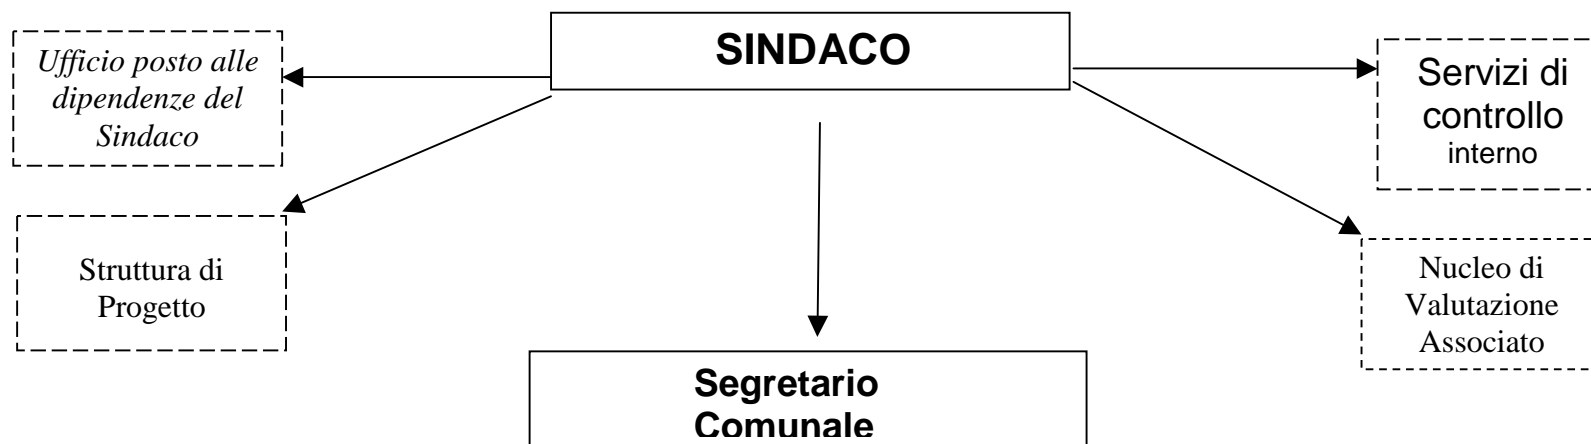 SINDACO
Ufficio posto alle
dipendenze del
Sindaco
Servizi di
controllo
interno
Struttura di
Progetto
Nucleo di
Valutazione
Associato
Segretario
Comunale